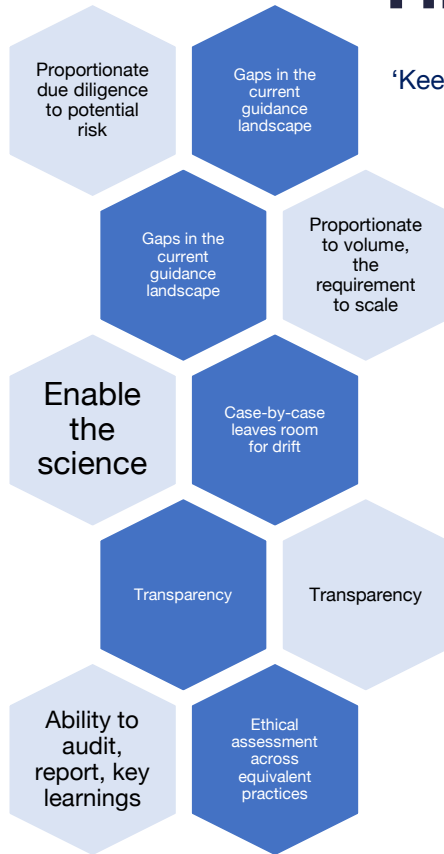 Proportionate
due diligence
to potential
risk
Gaps in the
current
guidance
landscape
‘Kee
Gaps in the
current
guidance
landscape
Proportionate
to volume,
the
requirement
to scale
Enable
the
science
Case-by-case
leaves room
for drift
Transparency
Transparency
Ability to
audit,
report, key
learnings
Ethical
assessment
across
equivalent
practices